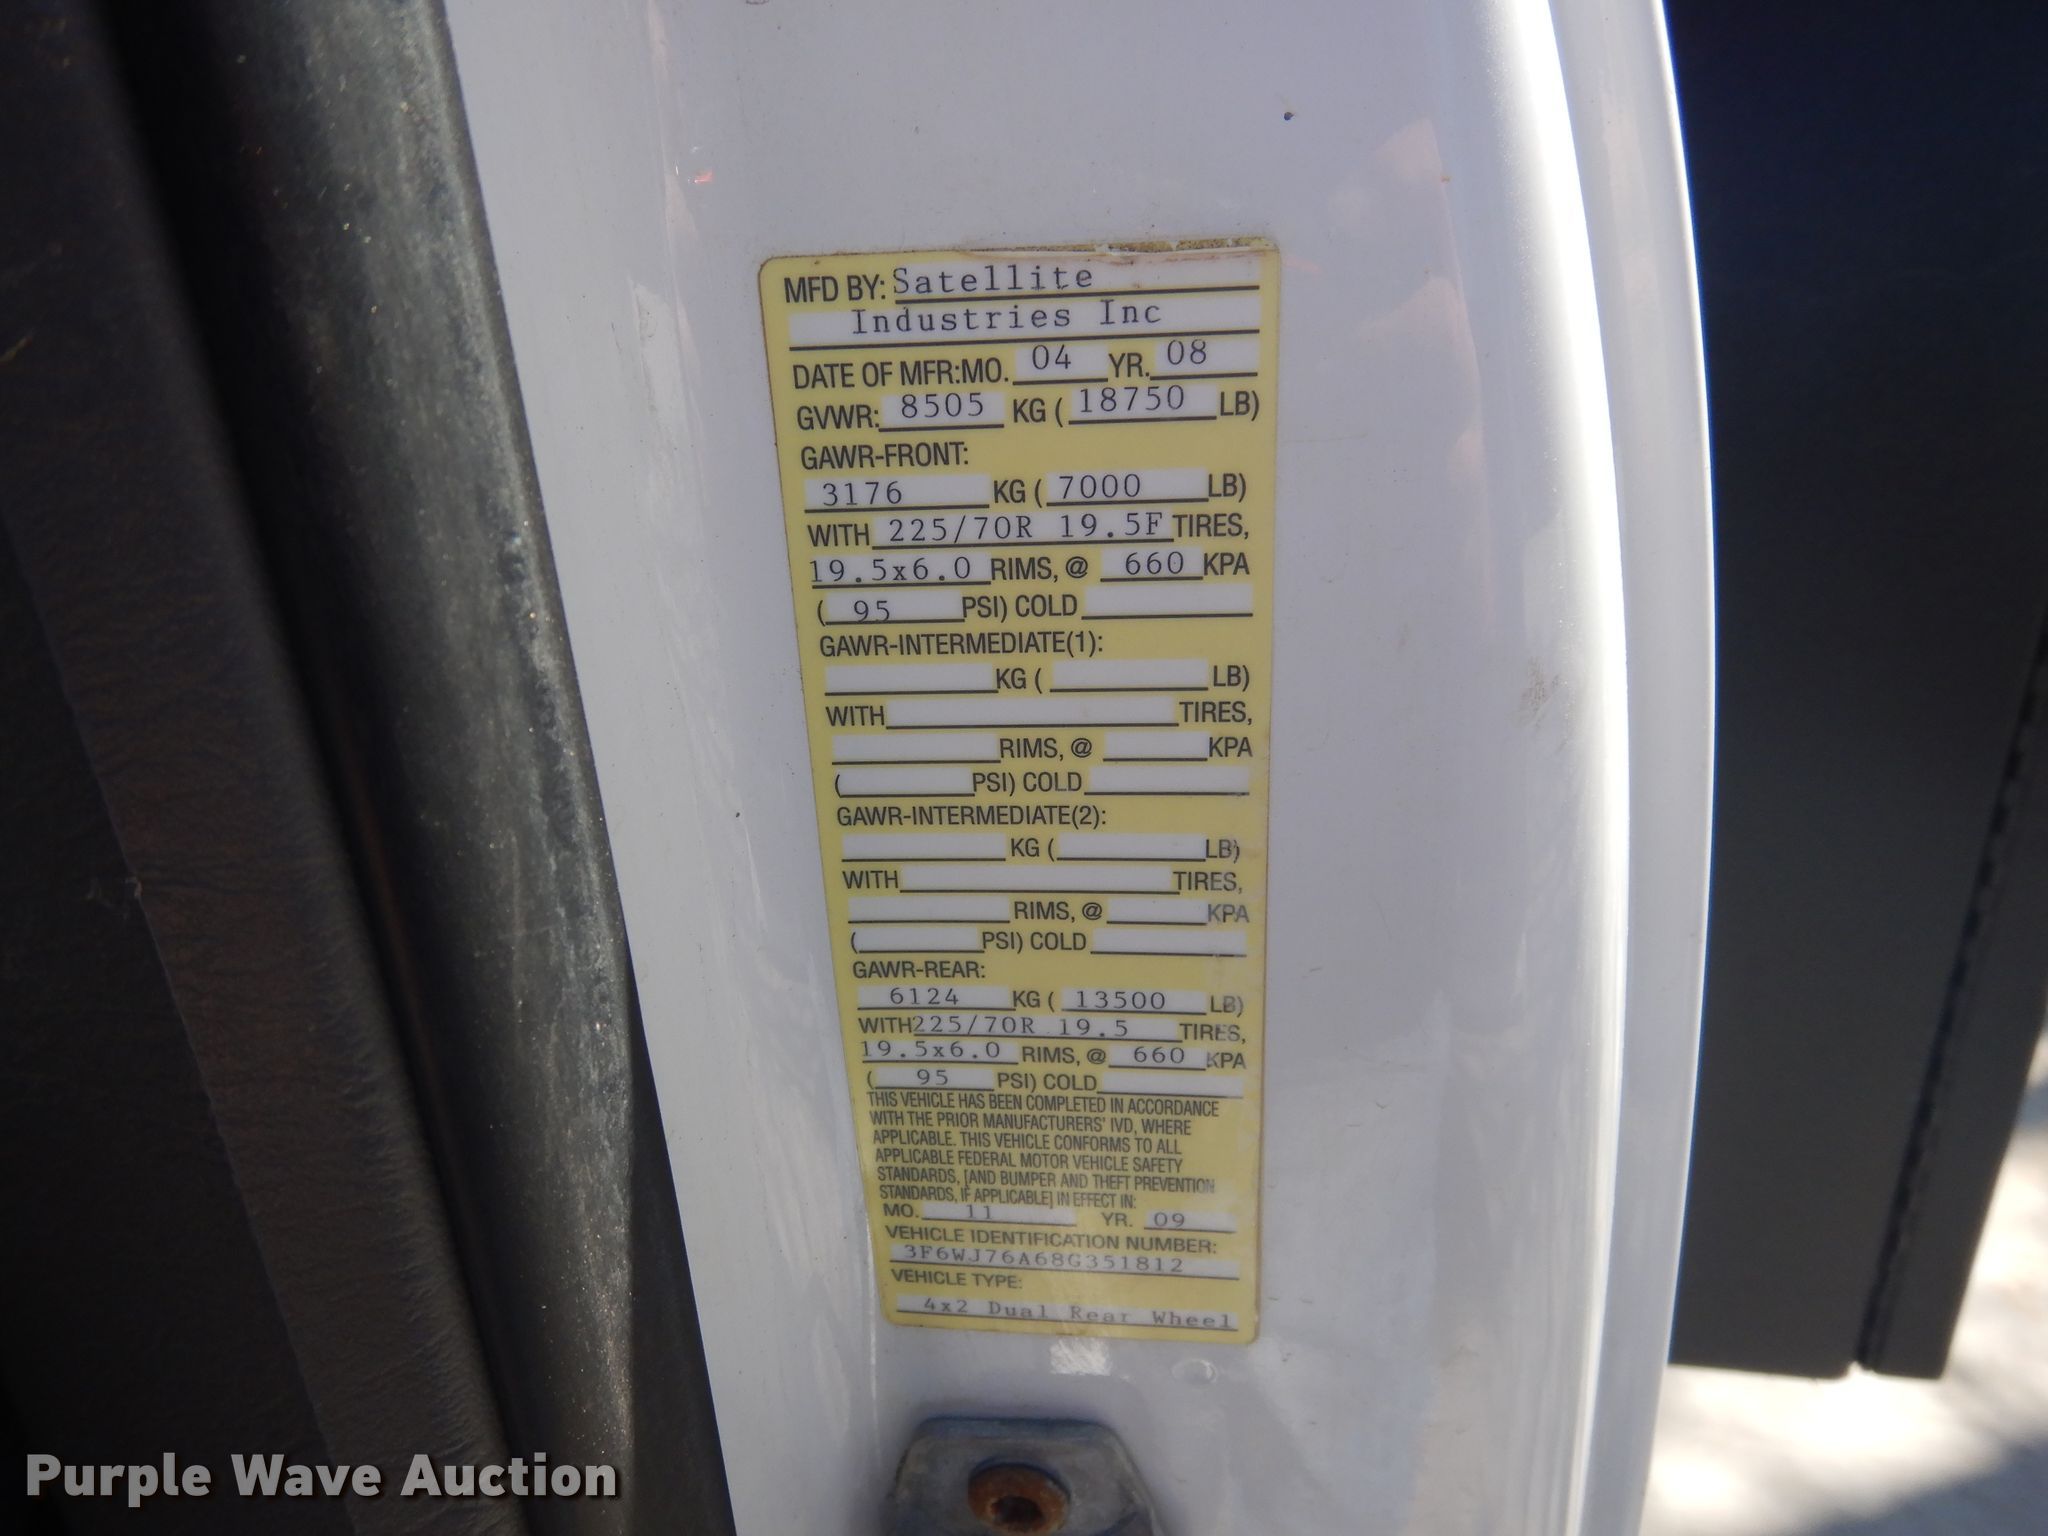 MFD BY: Satellite
Industries Inc
DATE OF MFR:MO. 04 YR. 08
GVWR: 8505 KG ( 18750 LB)
GAWR-FRONT:
3176 KG ( 7000 LB)
WITH 225/70R 19.5F TIRES,
19.5x6.0 RIMS, @ 660 KPA
( 95 PSI) COLD
GAWR-INTERMEDIATE(1):
KG ( LB)
WITH TIRES,
RIMS, @ KPA
( PSI) COLD
GAWR-INTERMEDIATE(2):
KG ( LB)
WITH TIRES,
RIMS, @ KPA
( PSI) COLD
GAWR-REAR:
6124 KG ( 13500 LB)
WITH 225/70R 19.5 TIRES,
19.5x6.0 RIMS, @ 660 KPA
( 95 PSI) COLD
THIS VEHICLE HAS BEEN COMPLETED IN ACCORDANCE
WITH THE PRIOR MANUFACTURERS' IVD, WHERE
APPLICABLE. THIS VEHICLE CONFORMS TO ALL
APPLICABLE FEDERAL MOTOR VEHICLE SAFETY
STANDARDS, [AND BUMPER AND THEFT PREVENTION
STANDARDS, IF APPLICABLE] IN EFFECT IN:
MO. 11 YR. 09
VEHICLE IDENTIFICATION NUMBER:
3F6WJ76A68G351812
VEHICLE TYPE:
4x2 Dual Rear Wheel
Purple Wave Auction